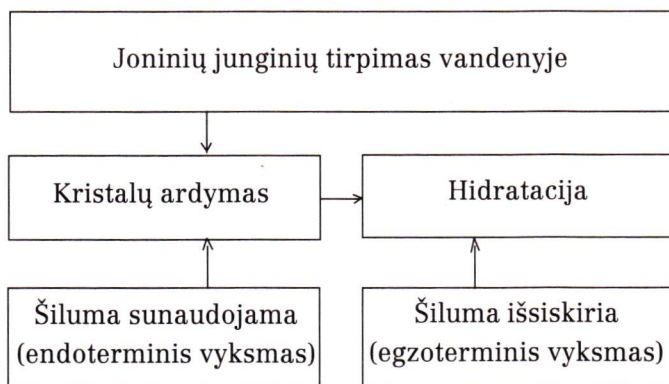 Joninių junginių tirpimas vandenyje
Kristalų ardymas
Hidratacija
Šiluma sunaudojama
(endoterminis vyksmas)
Šiluma išsiskiria
(egzoterminis vyksmas)